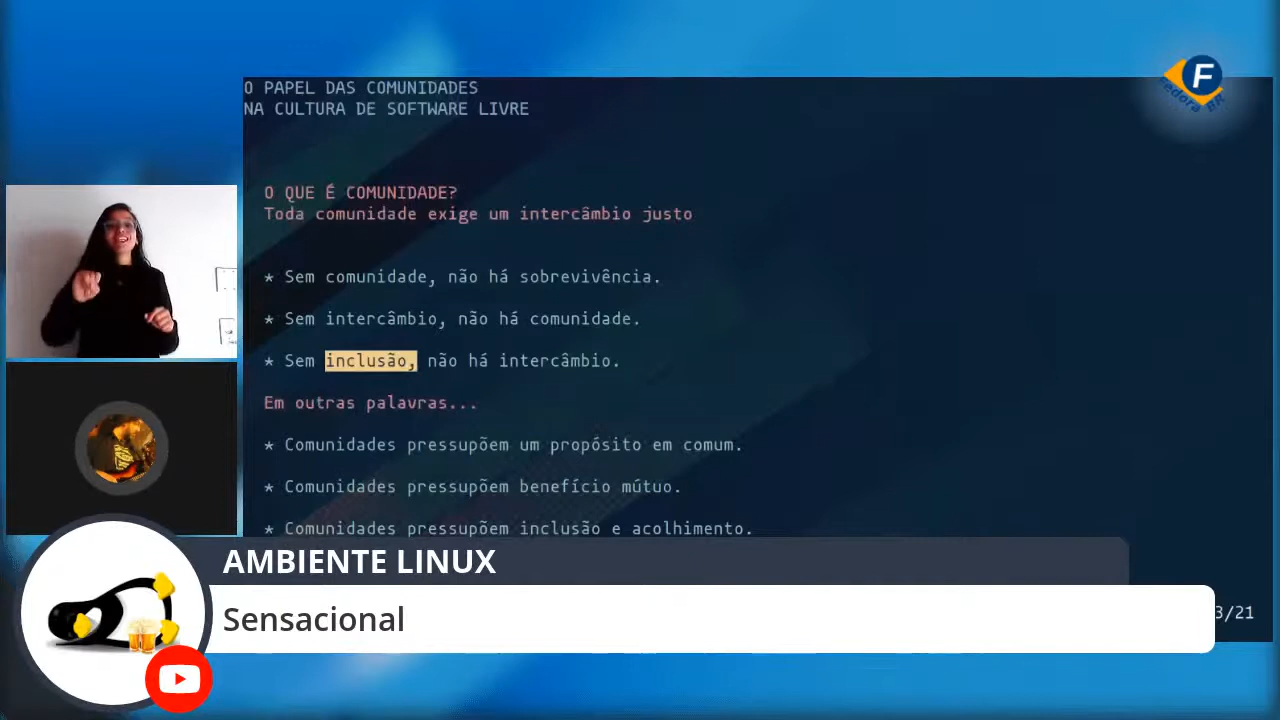 O PAPEL DAS COMUNIDADES
NA CULTURA DE SOFTWARE LIVRE
F
Fedora BR
O QUE É COMUNIDADE?
Toda comunidade exige um intercâmbio justo
* Sem comunidade, não há sobrevivência.
* Sem intercâmbio, não há comunidade.
* Sem inclusão, não há intercâmbio.
Em outras palavras...
* Comunidades pressupõem um propósito em comum.
* Comunidades pressupõem benefício mútuo.
* Comunidades pressupõem inclusão e acolhimento.
AMBIENTE LINUX
Sensacional
3/21